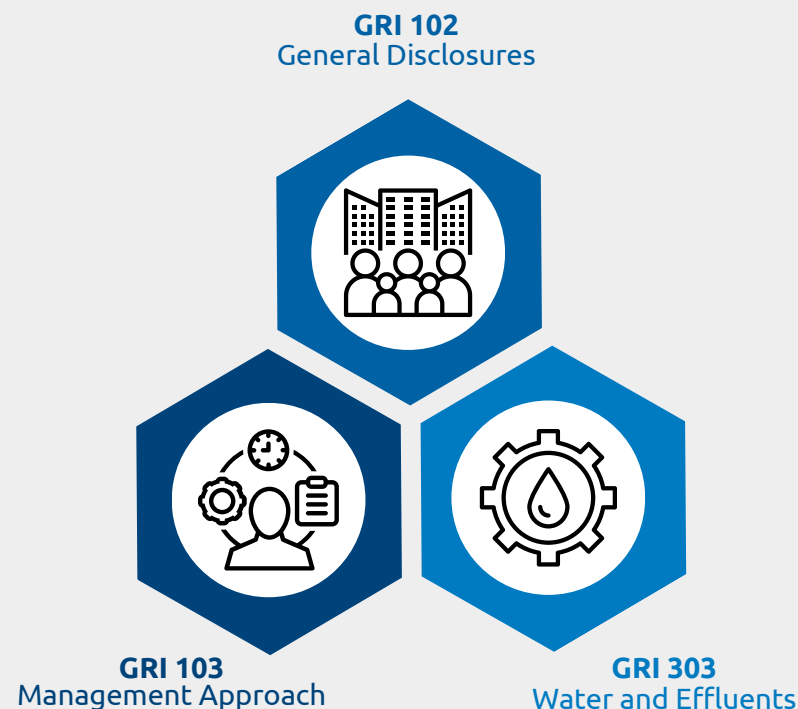 GRI 102
General Disclosures
GRI 103
Management Approach
GRI 303
Water and Effluents